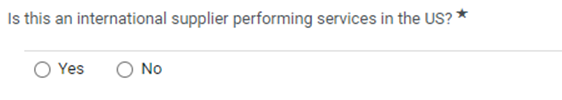 Is this an international supplier performing services in the US? *
Yes No